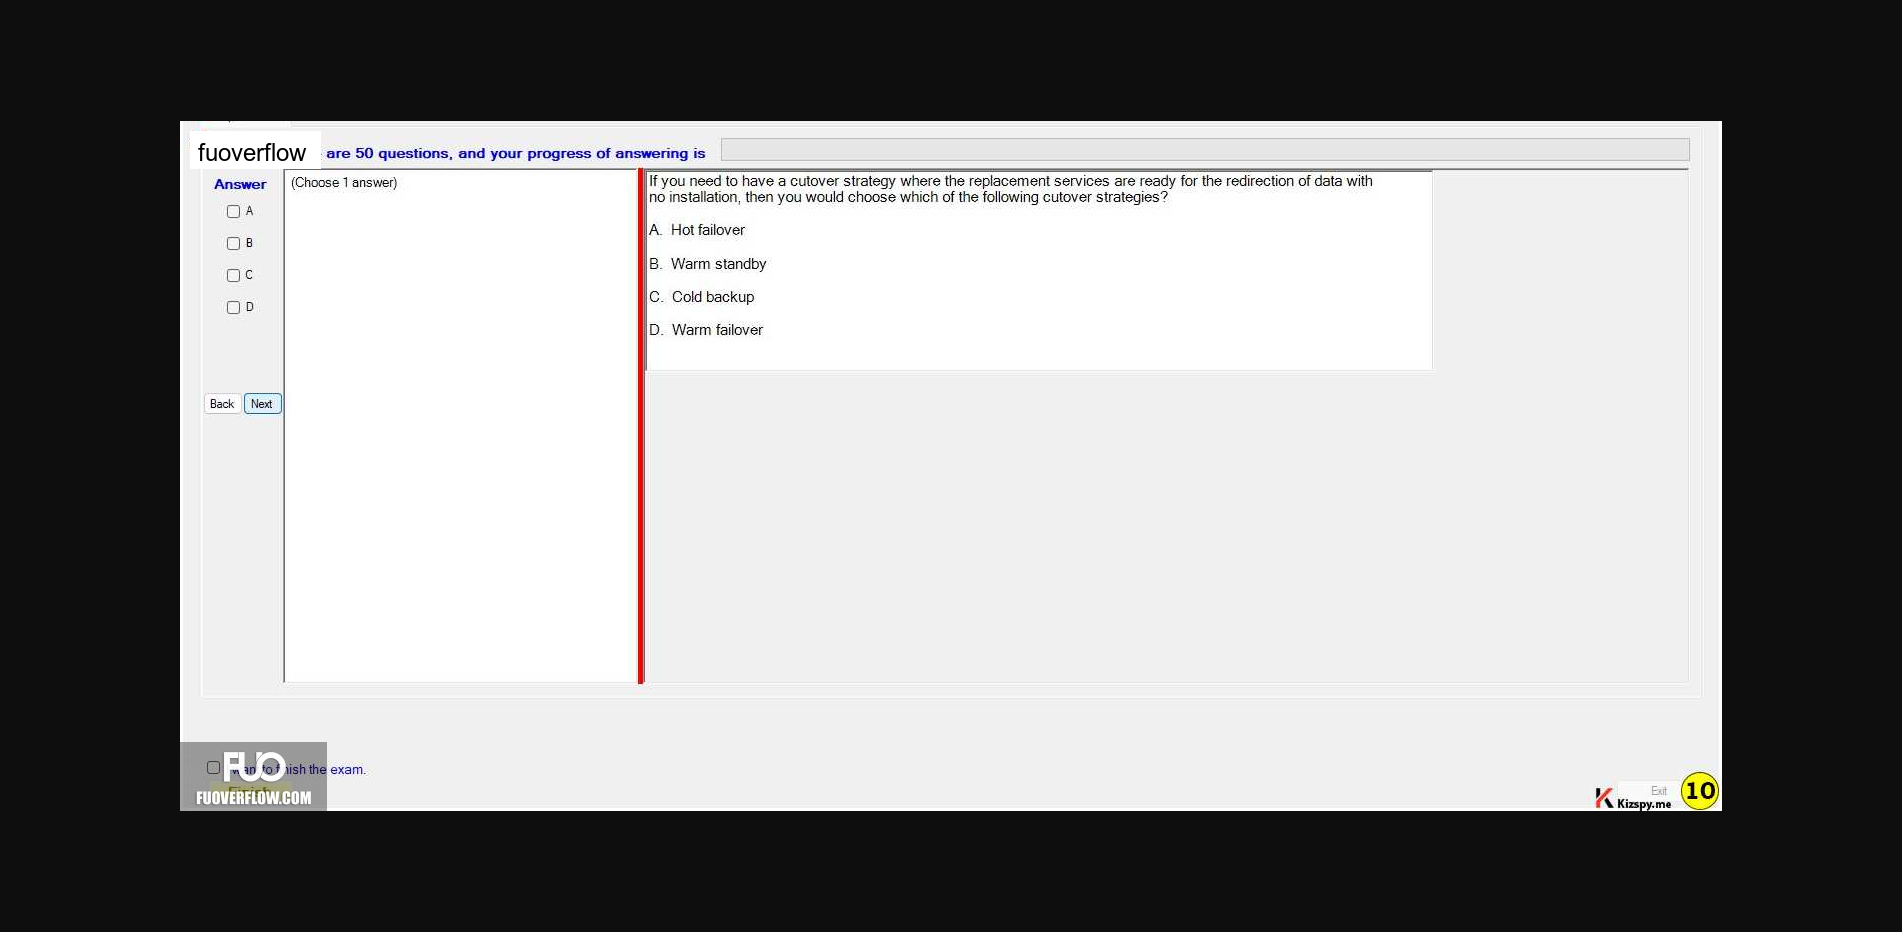 fuoverflow are 50 questions, and your progress of answering is
Answer
(Choose 1 answer)
A
B
C
D
Back Next
If you need to have a cutover strategy where the replacement services are ready for the redirection of data with
no installation, then you would choose which of the following cutover strategies?
A. Hot failover
B. Warm standby
C. Cold backup
D. Warm failover
FUO
to finish the exam.
Finish
FUOVERFLOW.COM
Exit
Kizspy.me
10